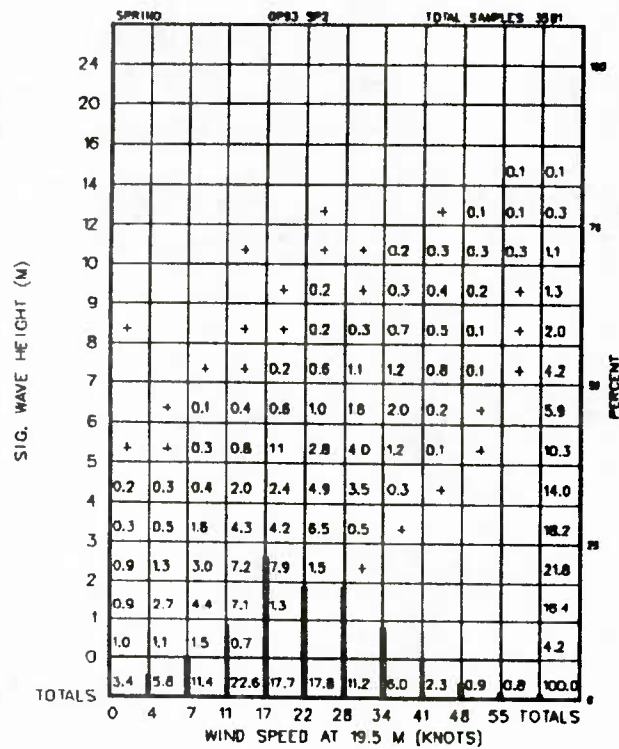 SPRING GP93 SP2 TOTAL SAMPLES 3581
24 100
20
16
0.1 0.1
14
+ + 0.1 0.1 0.3
12 75
+ + + 0.2 0.3 0.3 0.3 1.1
10
+ 0.2 + 0.3 0.4 0.2 + 1.3
9
+ + + 0.2 0.3 0.7 0.5 0.1 + 2.0
8
+ + 0.2 0.6 1.1 1.2 0.8 0.1 + 4.2
7 50
+ 0.1 0.4 0.6 1.0 1.8 2.0 0.2 + 5.9
6
+ + 0.3 0.8 11 2.8 4.0 1.2 0.1 + 10.3
5
0.2 0.3 0.4 2.0 2.4 4.9 3.5 0.3 + 14.0
4
0.3 0.5 1.6 4.3 4.2 6.5 0.5 + 18.2
3 25
0.9 1.3 3.0 7.2 7.9 1.5 + 21.8
2
0.9 2.7 4.4 7.1 1.3 16.4
1
1.0 1.1 1.5 0.7 4.2
0
3.4 5.8 11.4 22.6 17.7 17.8 11.2 6.0 2.3 0.9 0.8 100.0
TOTALS 0
0 4 7 11 17 22 28 34 41 48 55 TOTALS
WIND SPEED AT 19.5 M (KNOTS)
SIG. WAVE HEIGHT (M)
PERCENT